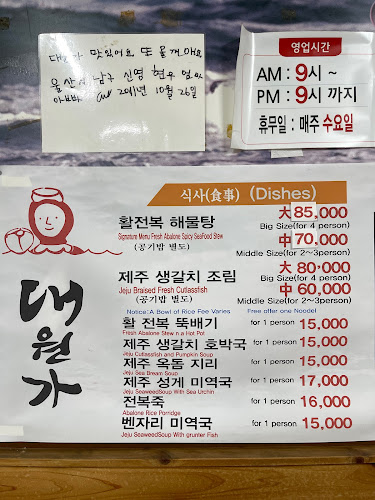 대원가 맛있어요 또 올께애요
울산시 남구 신영 현우 엄마
아빠 2011년 10월 26일
영업시간
AM : 9시 ~
PM : 9시 까지
휴무일 : 매주 수요일
식사(食事) (Dishes)
활전복 해물탕 大 85,000
Signature Menu Fresh Abalone Spicy SeaFood Stew Big Size(for 4 person)
(공기밥 별도) 中 70,000
Middle Size(for 2~3person)
제주 생갈치 조림 大 80,000
Jeju Braised Fresh Cutlassfish Big Size(for 4 person)
(공기밥 별도) 中 60,000
Middle Size(for 2~3person)
Notice:A Bowl of Rice Fee Varies Free offer one Noodel
활 전복 뚝배기 for 1 person 15,000
Fresh Abalone Stew n a Hot Pot
제주 생갈치 호박국 for 1 person 15,000
Jeju Cutlassfish and Pumpkin Soup
제주 옥돔 지리 for 1 person 15,000
Jeju Sea Bream Soup
제주 성게 미역국 for 1 person 17,000
Jeju SeaweedSoup With Sea Urchin
전복죽 for 1 person 16,000
Abalone Rice Porridge
벤자리 미역국 for 1 person 15,000
Jeju SeaweedSoup With grunter Fish
대원가